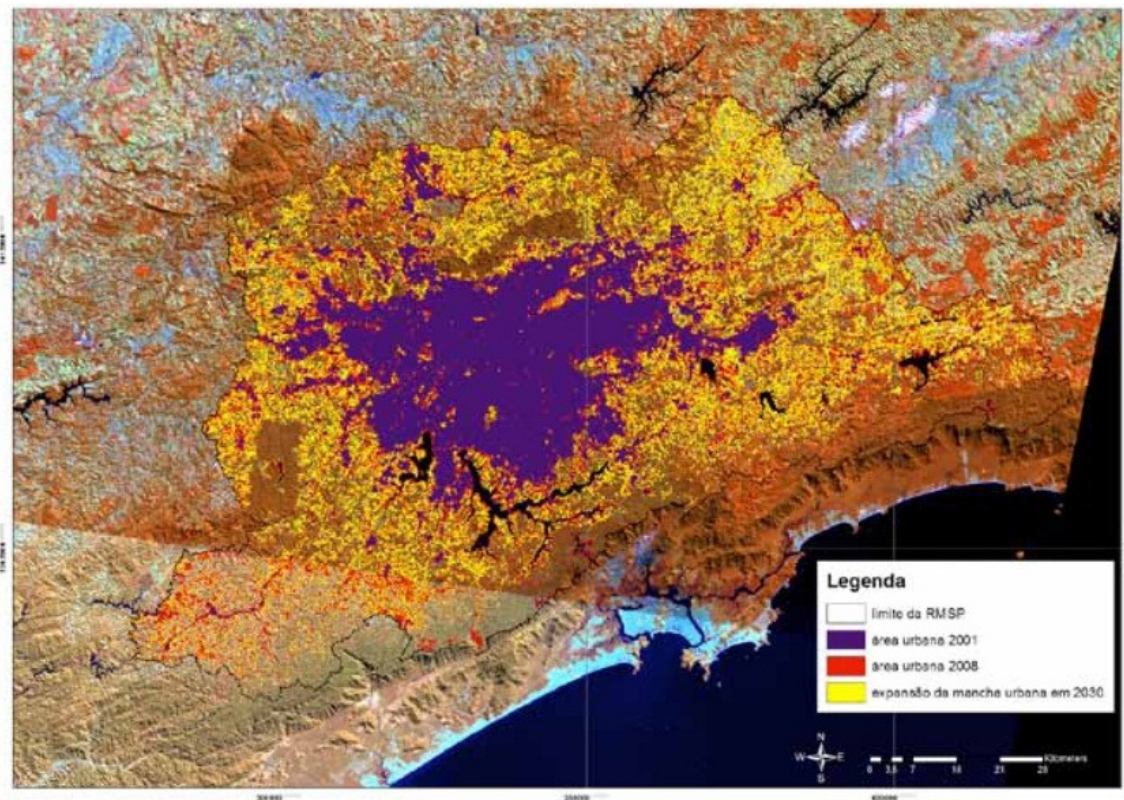 Legenda
limite da RMSP
área urbana 2001
área urbana 2008
expansão da mancha urbana em 2030
N
W E
S
0 3,5 7 14 21 28 Kilometers